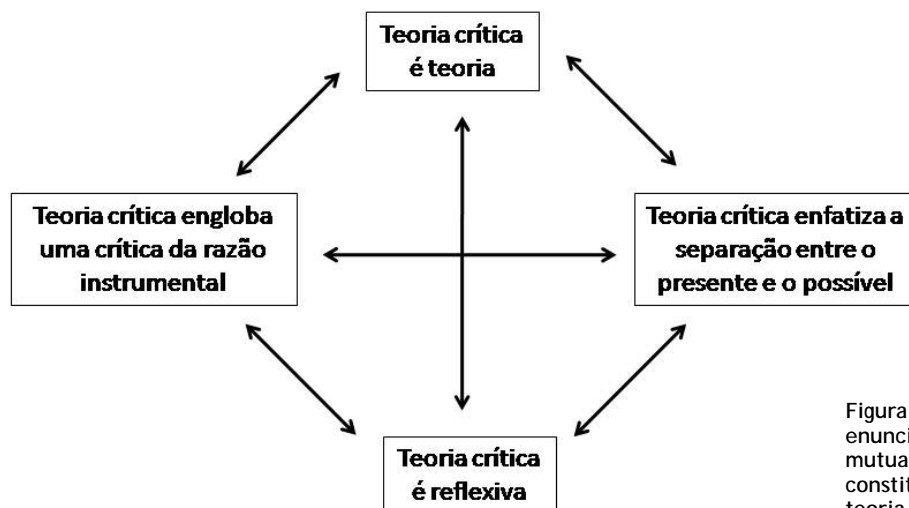 Teoria crítica
é teoria
Teoria crítica engloba
uma crítica da razão
instrumental
Teoria crítica enfatiza a
separação entre o
presente e o possível
Teoria crítica
é reflexiva
Figura
enunci
mutua
constit
teoria